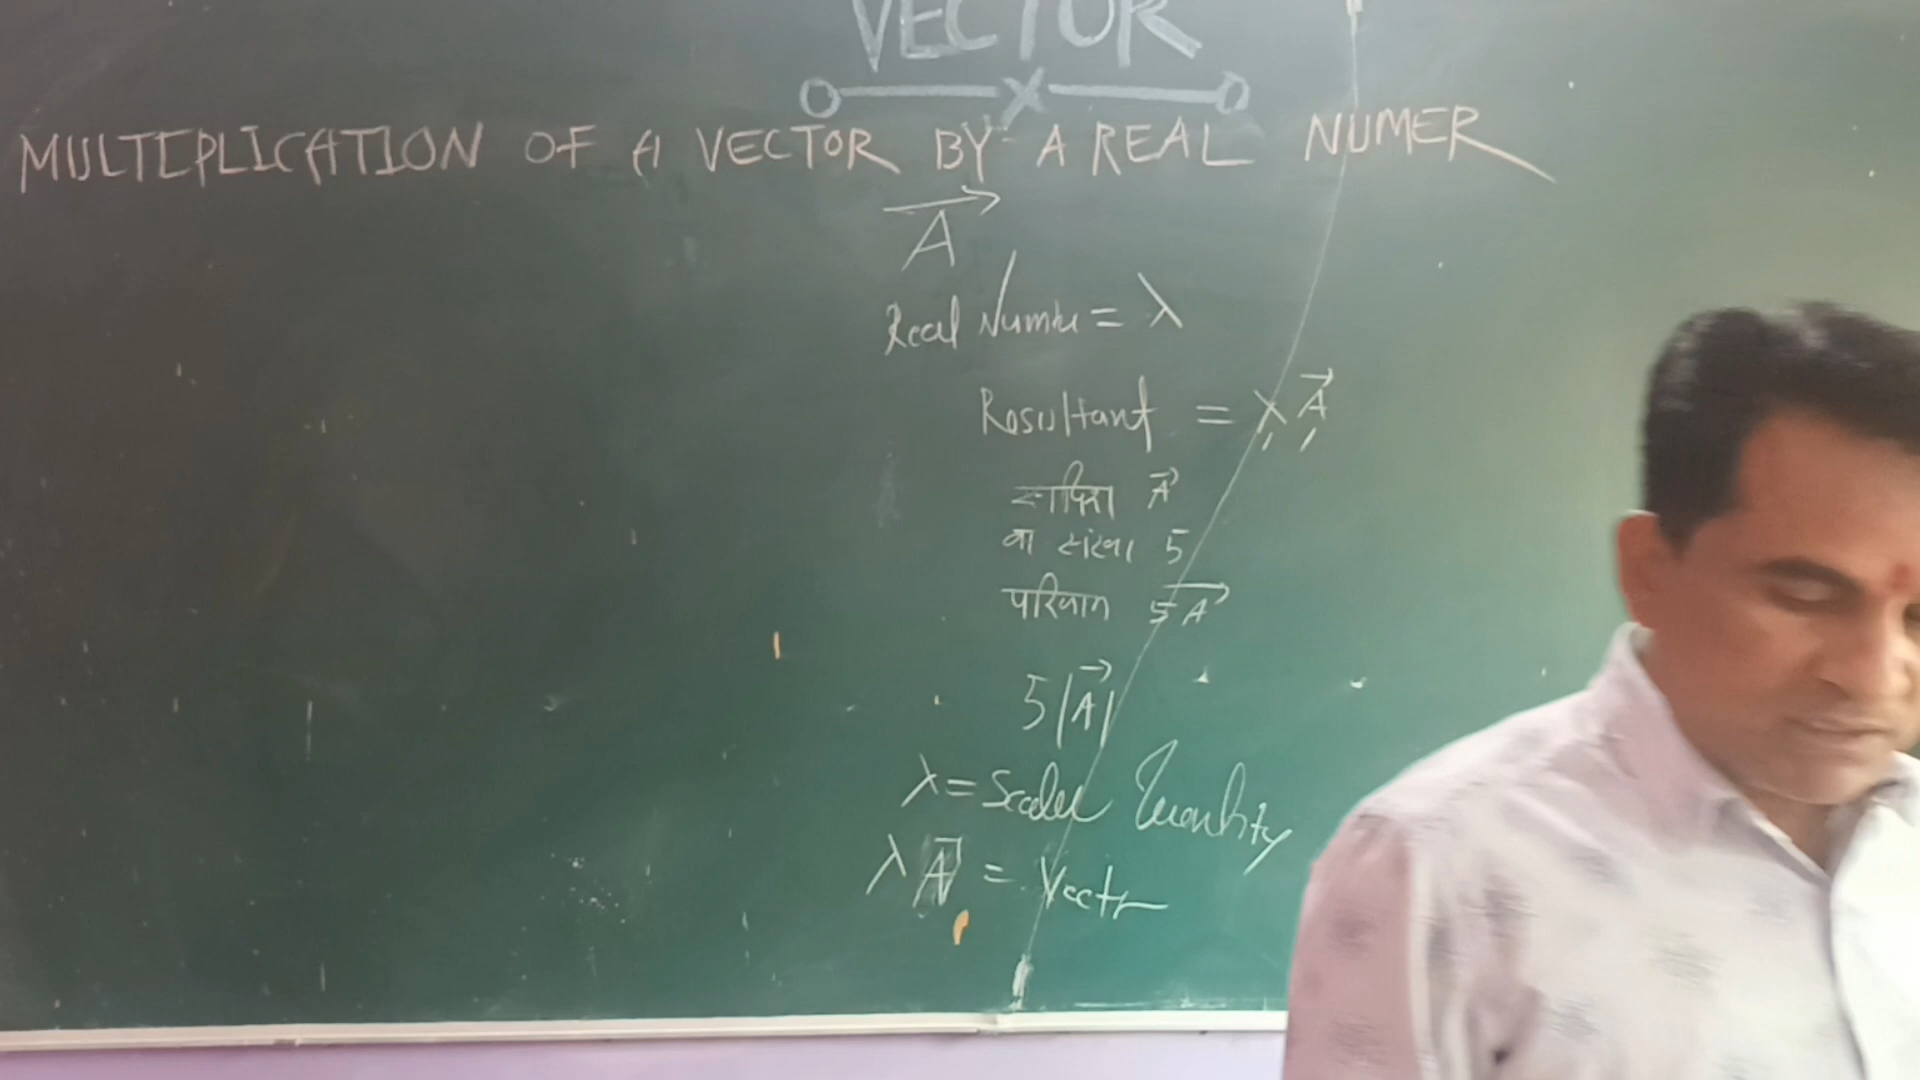 VECTOR
MULTIPLICATION OF A VECTOR BY A REAL NUMER
A→
Real Number = λ
Resultant = λA→
सदिश A→
वा संख्या 5
परिणाम 5A→
5|A→|
λ = Scaler Quantity
λA→ = Vector